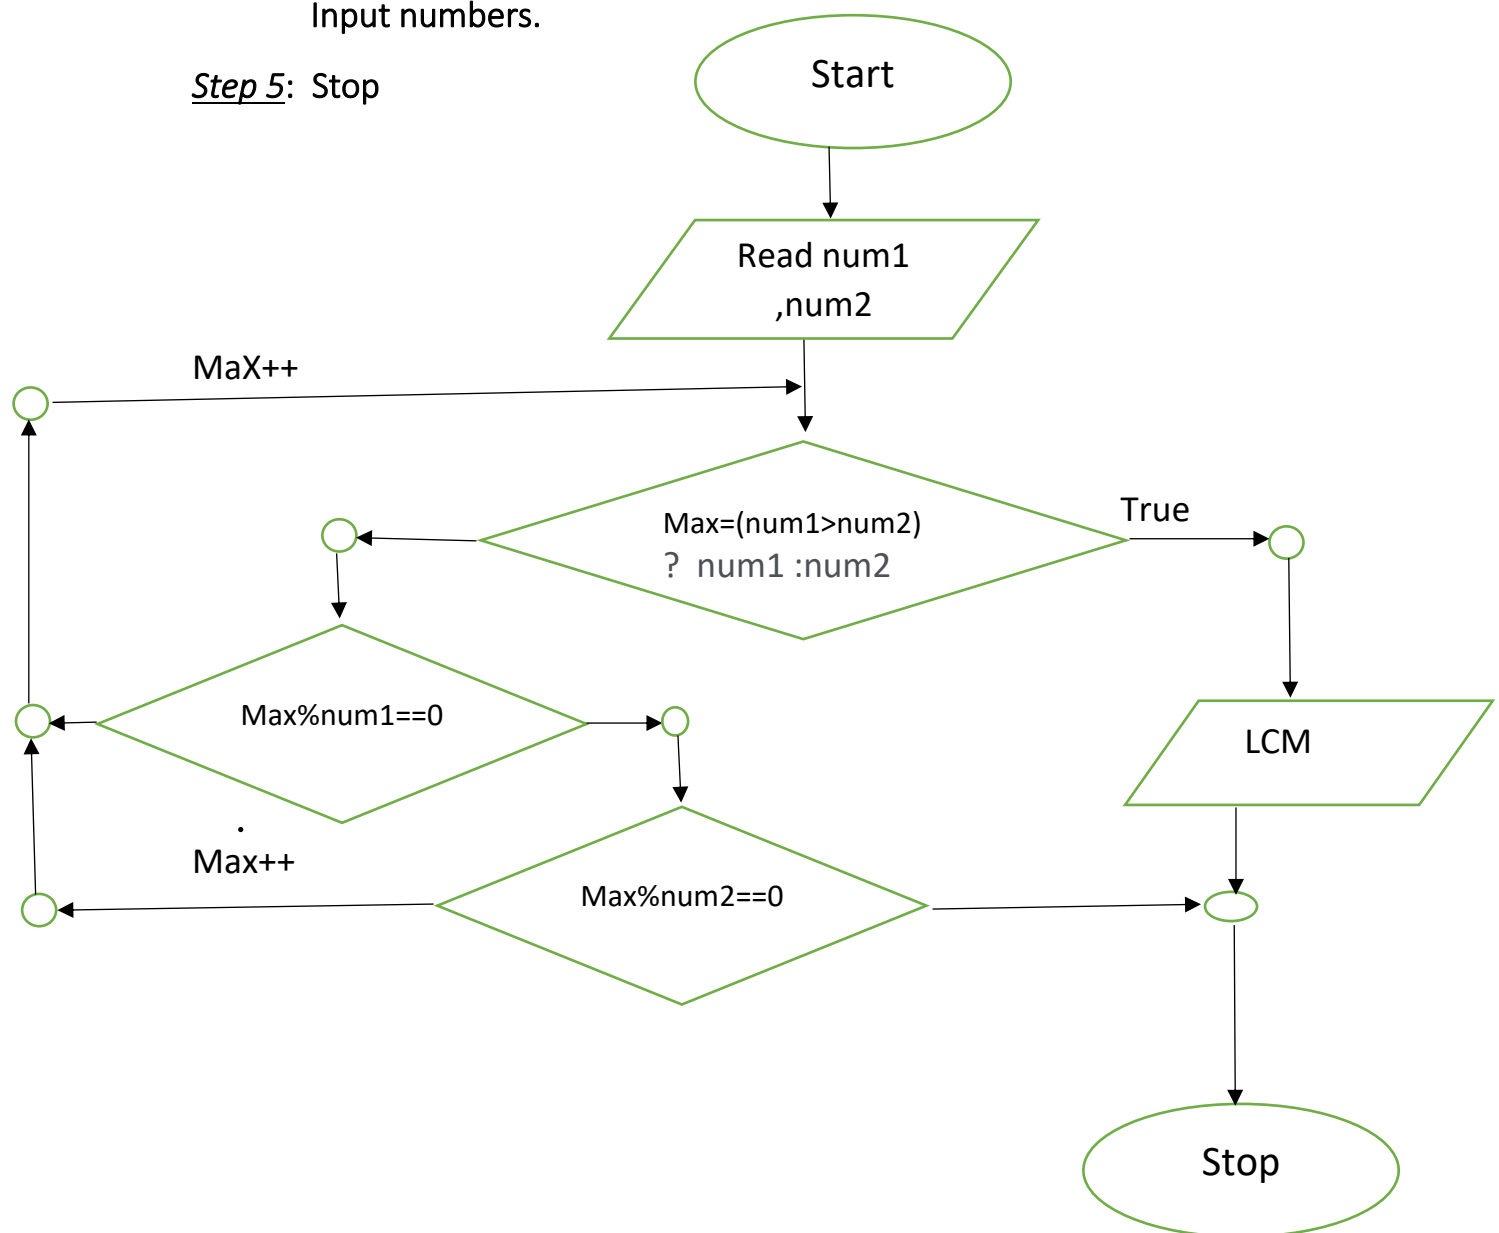 Input numbers.
Step 5: Stop
Start
Read num1
,num2
MaX++
Max=(num1>num2)
? num1 :num2
True
Max%num1==0
LCM
.
Max++
Max%num2==0
Stop